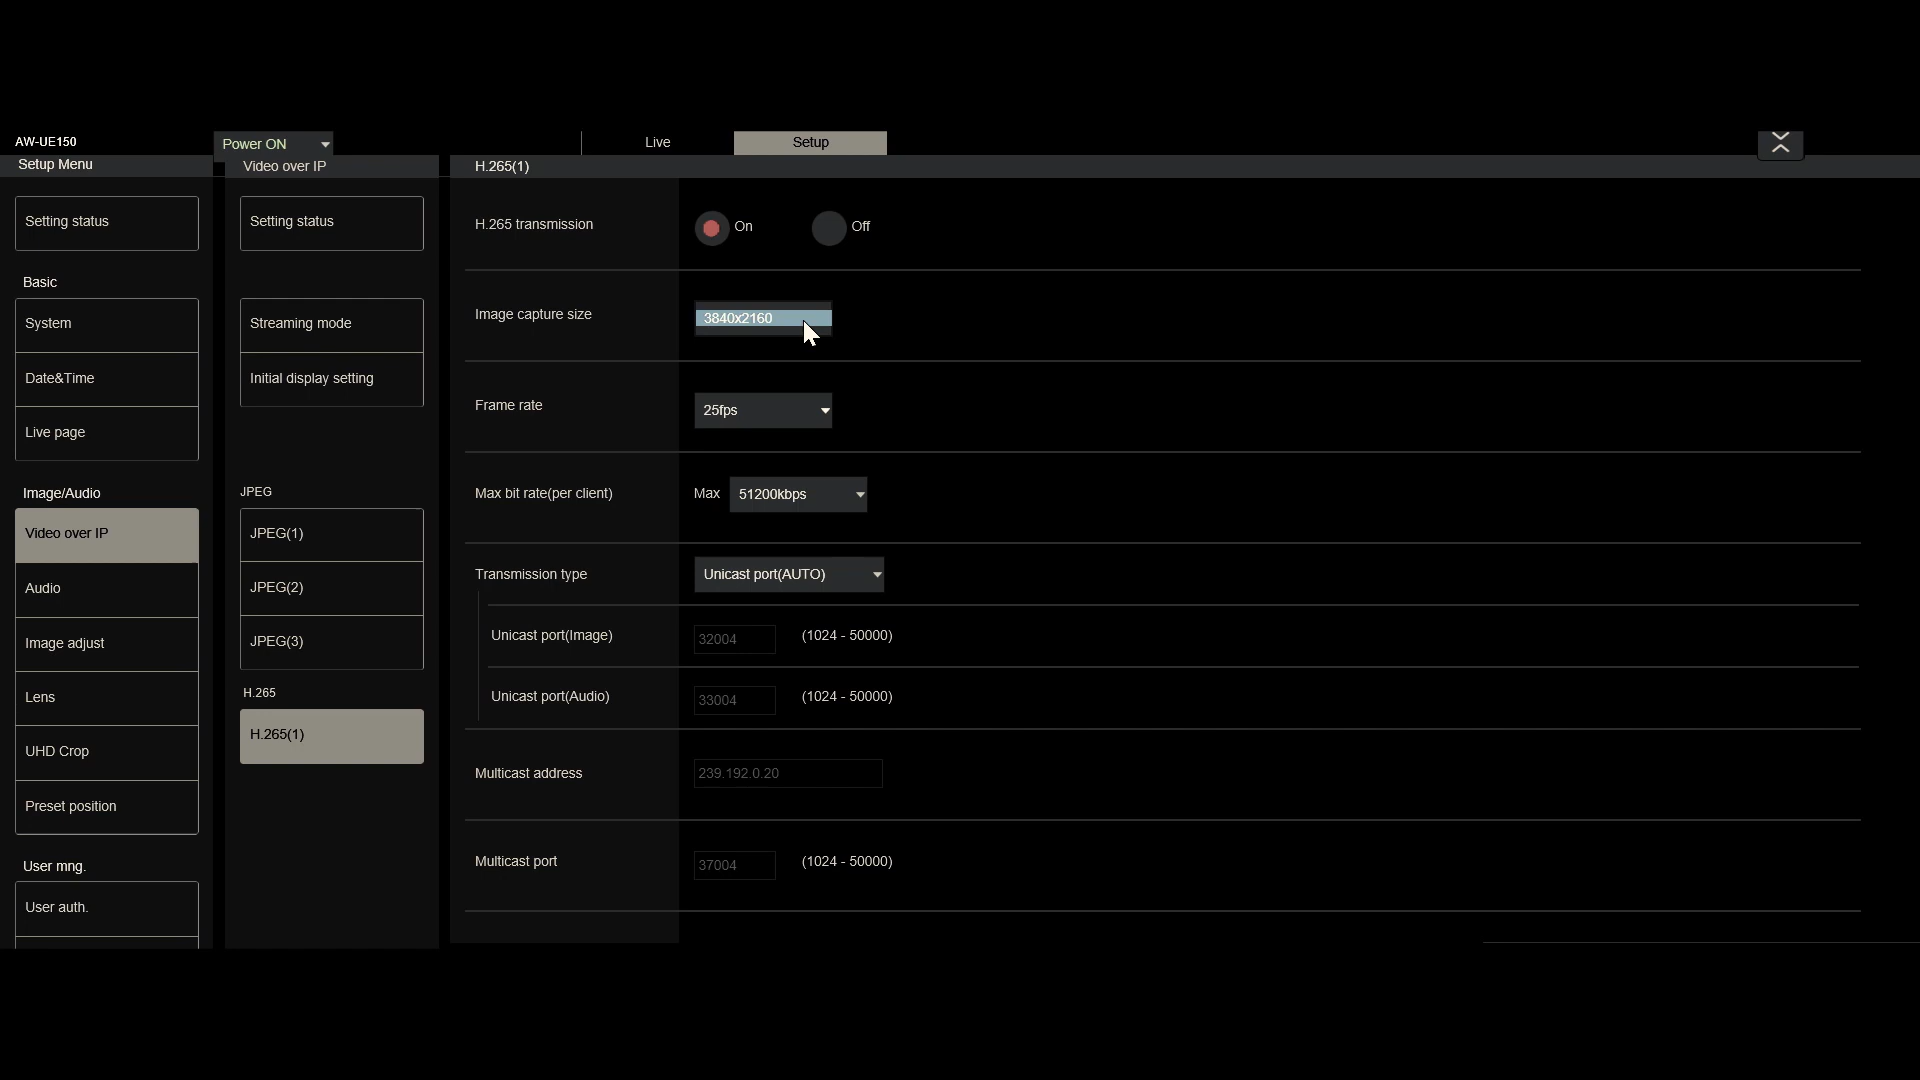 AW-UE150
Power ON
Live
Setup
Setup Menu
Setting status
Basic
System
Date&Time
Live page
Image/Audio
Video over IP
Audio
Image adjust
Lens
UHD Crop
Preset position
User mng.
User auth.
Video over IP
Setting status
Streaming mode
Initial display setting
JPEG
JPEG(1)
JPEG(2)
JPEG(3)
H.265
H.265(1)
H.265(1)
H.265 transmission
On
Off
Image capture size
3840x2160
Frame rate
25fps
Max bit rate(per client)
Max
51200kbps
Transmission type
Unicast port(AUTO)
Unicast port(Image)
32004
(1024 - 50000)
Unicast port(Audio)
33004
(1024 - 50000)
Multicast address
239.192.0.20
Multicast port
37004
(1024 - 50000)